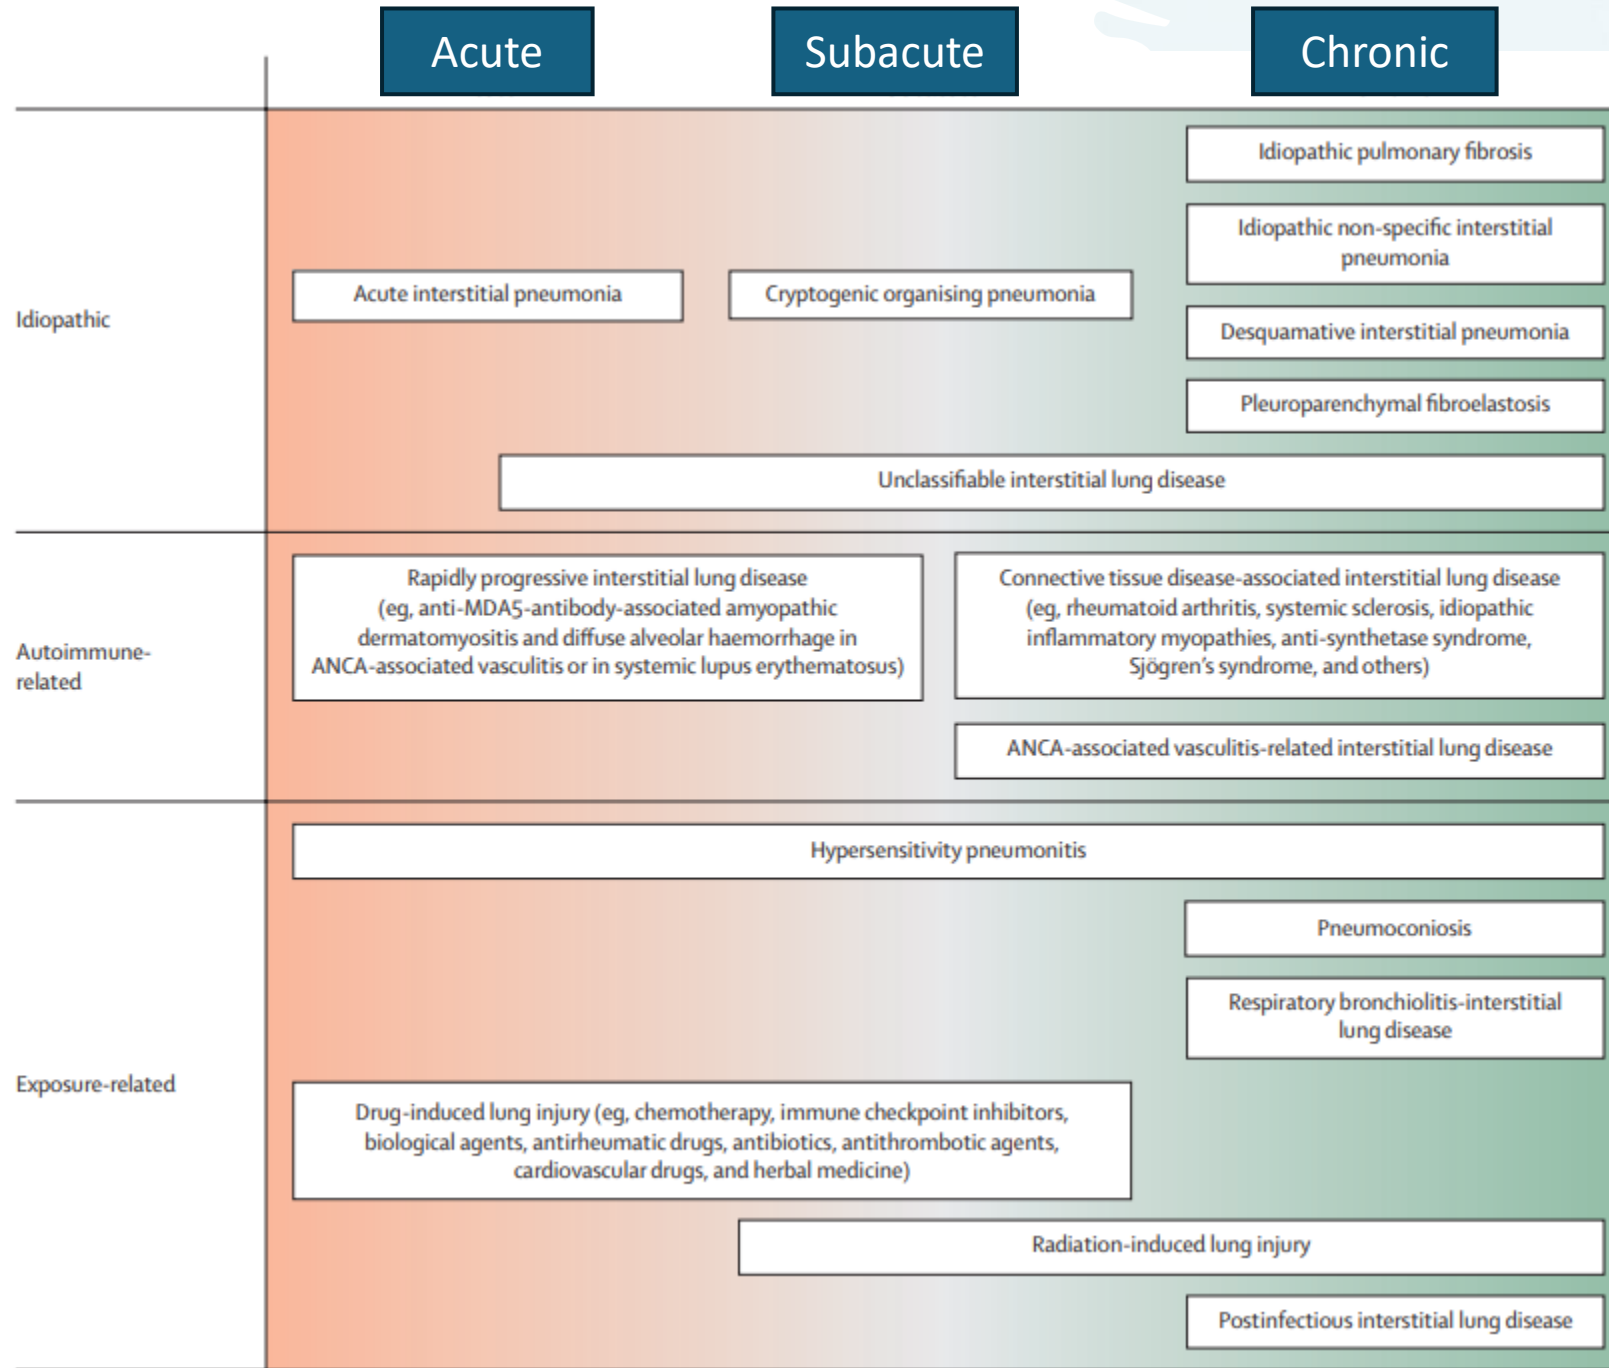 Acute
Subacute
Chronic
Idiopathic
Idiopathic pulmonary fibrosis
Idiopathic non-specific interstitial
pneumonia
Acute interstitial pneumonia
Cryptogenic organising pneumonia
Desquamative interstitial pneumonia
Pleuroparenchymal fibroelastosis
Unclassifiable interstitial lung disease
Autoimmune-
related
Rapidly progressive interstitial lung disease
(eg, anti-MDA5-antibody-associated amyopathic
dermatomyositis and diffuse alveolar haemorrhage in
ANCA-associated vasculitis or in systemic lupus erythematosus)
Connective tissue disease-associated interstitial lung disease
(eg, rheumatoid arthritis, systemic sclerosis, idiopathic
inflammatory myopathies, anti-synthetase syndrome,
Sjögren's syndrome, and others)
ANCA-associated vasculitis-related interstitial lung disease
Exposure-related
Hypersensitivity pneumonitis
Pneumoconiosis
Respiratory bronchiolitis-interstitial
lung disease
Drug-induced lung injury (eg, chemotherapy, immune checkpoint inhibitors,
biological agents, antirheumatic drugs, antibiotics, antithrombotic agents,
cardiovascular drugs, and herbal medicine)
Radiation-induced lung injury
Postinfectious interstitial lung disease